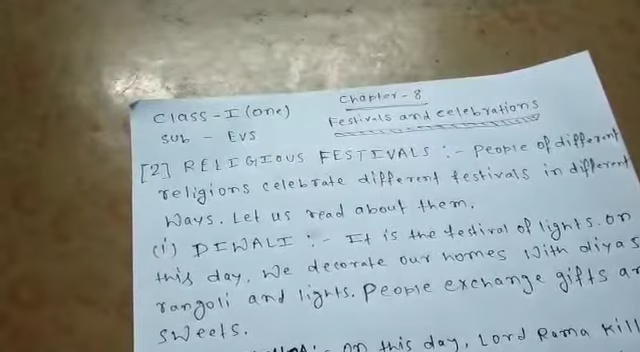 Class-I (one)
Chapter-8
Sub - EVS
Festivals and celebrations
[2] RELIGIOUS FESTIVALS :- People of different
religions celebrate different festivals in different
ways. Let us read about them.
(i) DIWALI :- It is the festival of lights. on
this day, We decorate our homes With diyas
rangoli and lights. People exchange gifts an
sweets.
on this day, Lord Rama kill